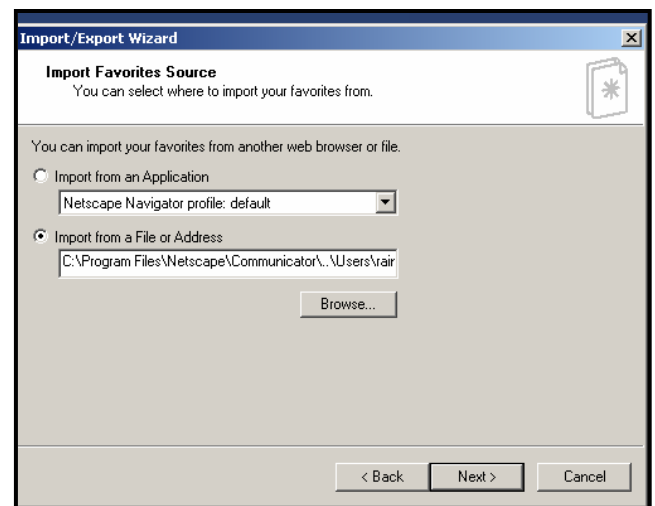 Import/Export Wizard
Import Favorites Source
You can select where to import your favorites from.
You can import your favorites from another web browser or file.
Import from an Application
Netscape Navigator profile: default
Import from a File or Address
C:\Program Files\Netscape\Communicator\..\Users\rair
Browse...
< Back Next > Cancel